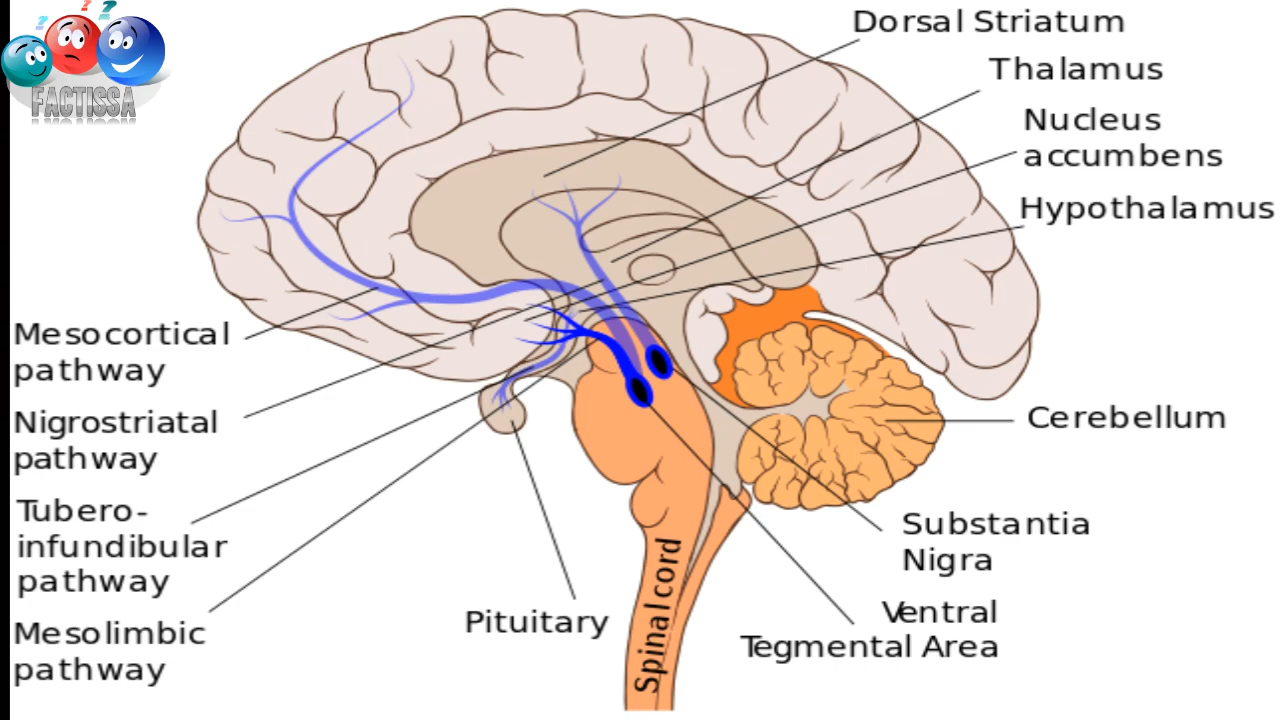 FACTISSA
Dorsal Striatum
Thalamus
Nucleus
accumbens
Hypothalamus
Mesocortical
pathway
Nigrostriatal
pathway
Tubero-
infundibular
pathway
Mesolimbic
pathway
Pituitary
Spinal cord
Cerebellum
Substantia
Nigra
Ventral
Tegmental Area